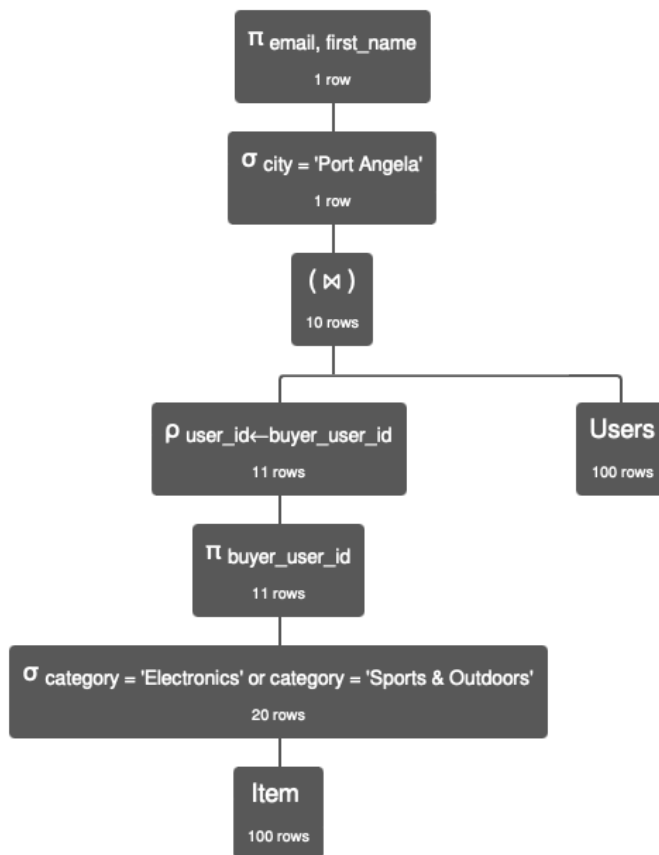 π email, first_name
1 row
σ city = 'Port Angela'
1 row
( ⋈ )
10 rows
ρ user_id←buyer_user_id
11 rows
Users
100 rows
π buyer_user_id
11 rows
σ category = 'Electronics' or category = 'Sports & Outdoors'
20 rows
Item
100 rows